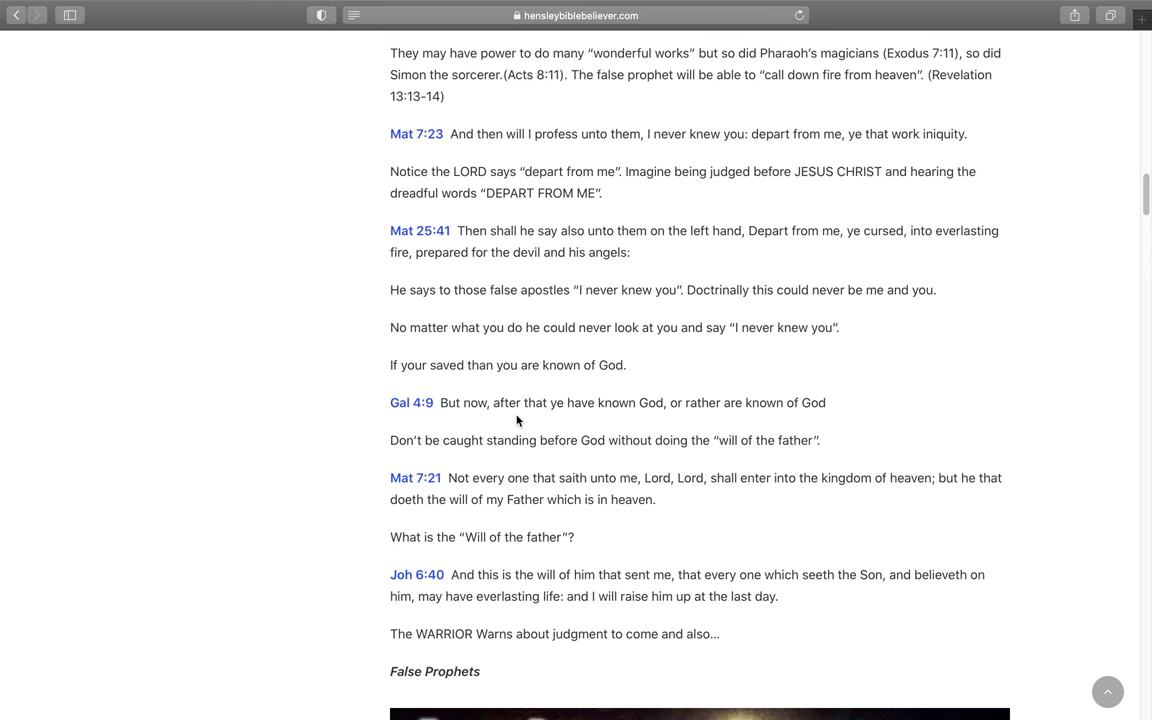 hensleybiblebeliever.com
They may have power to do many “wonderful works” but so did Pharaoh’s magicians (Exodus 7:11), so did
Simon the sorcerer.(Acts 8:11). The false prophet will be able to “call down fire from heaven”. (Revelation
13:13-14)
Mat 7:23 And then will I profess unto them, I never knew you: depart from me, ye that work iniquity.
Notice the LORD says “depart from me”. Imagine being judged before JESUS CHRIST and hearing the
dreadful words “DEPART FROM ME”.
Mat 25:41 Then shall he say also unto them on the left hand, Depart from me, ye cursed, into everlasting
fire, prepared for the devil and his angels:
He says to those false apostles “I never knew you”. Doctrinally this could never be me and you.
No matter what you do he could never look at you and say “I never knew you”.
If your saved than you are known of God.
Gal 4:9 But now, after that ye have known God, or rather are known of God
Don’t be caught standing before God without doing the “will of the father”.
Mat 7:21 Not every one that saith unto me, Lord, Lord, shall enter into the kingdom of heaven; but he that
doeth the will of my Father which is in heaven.
What is the “Will of the father”?
Joh 6:40 And this is the will of him that sent me, that every one which seeth the Son, and believeth on
him, may have everlasting life: and I will raise him up at the last day.
The WARRIOR Warns about judgment to come and also...
False Prophets